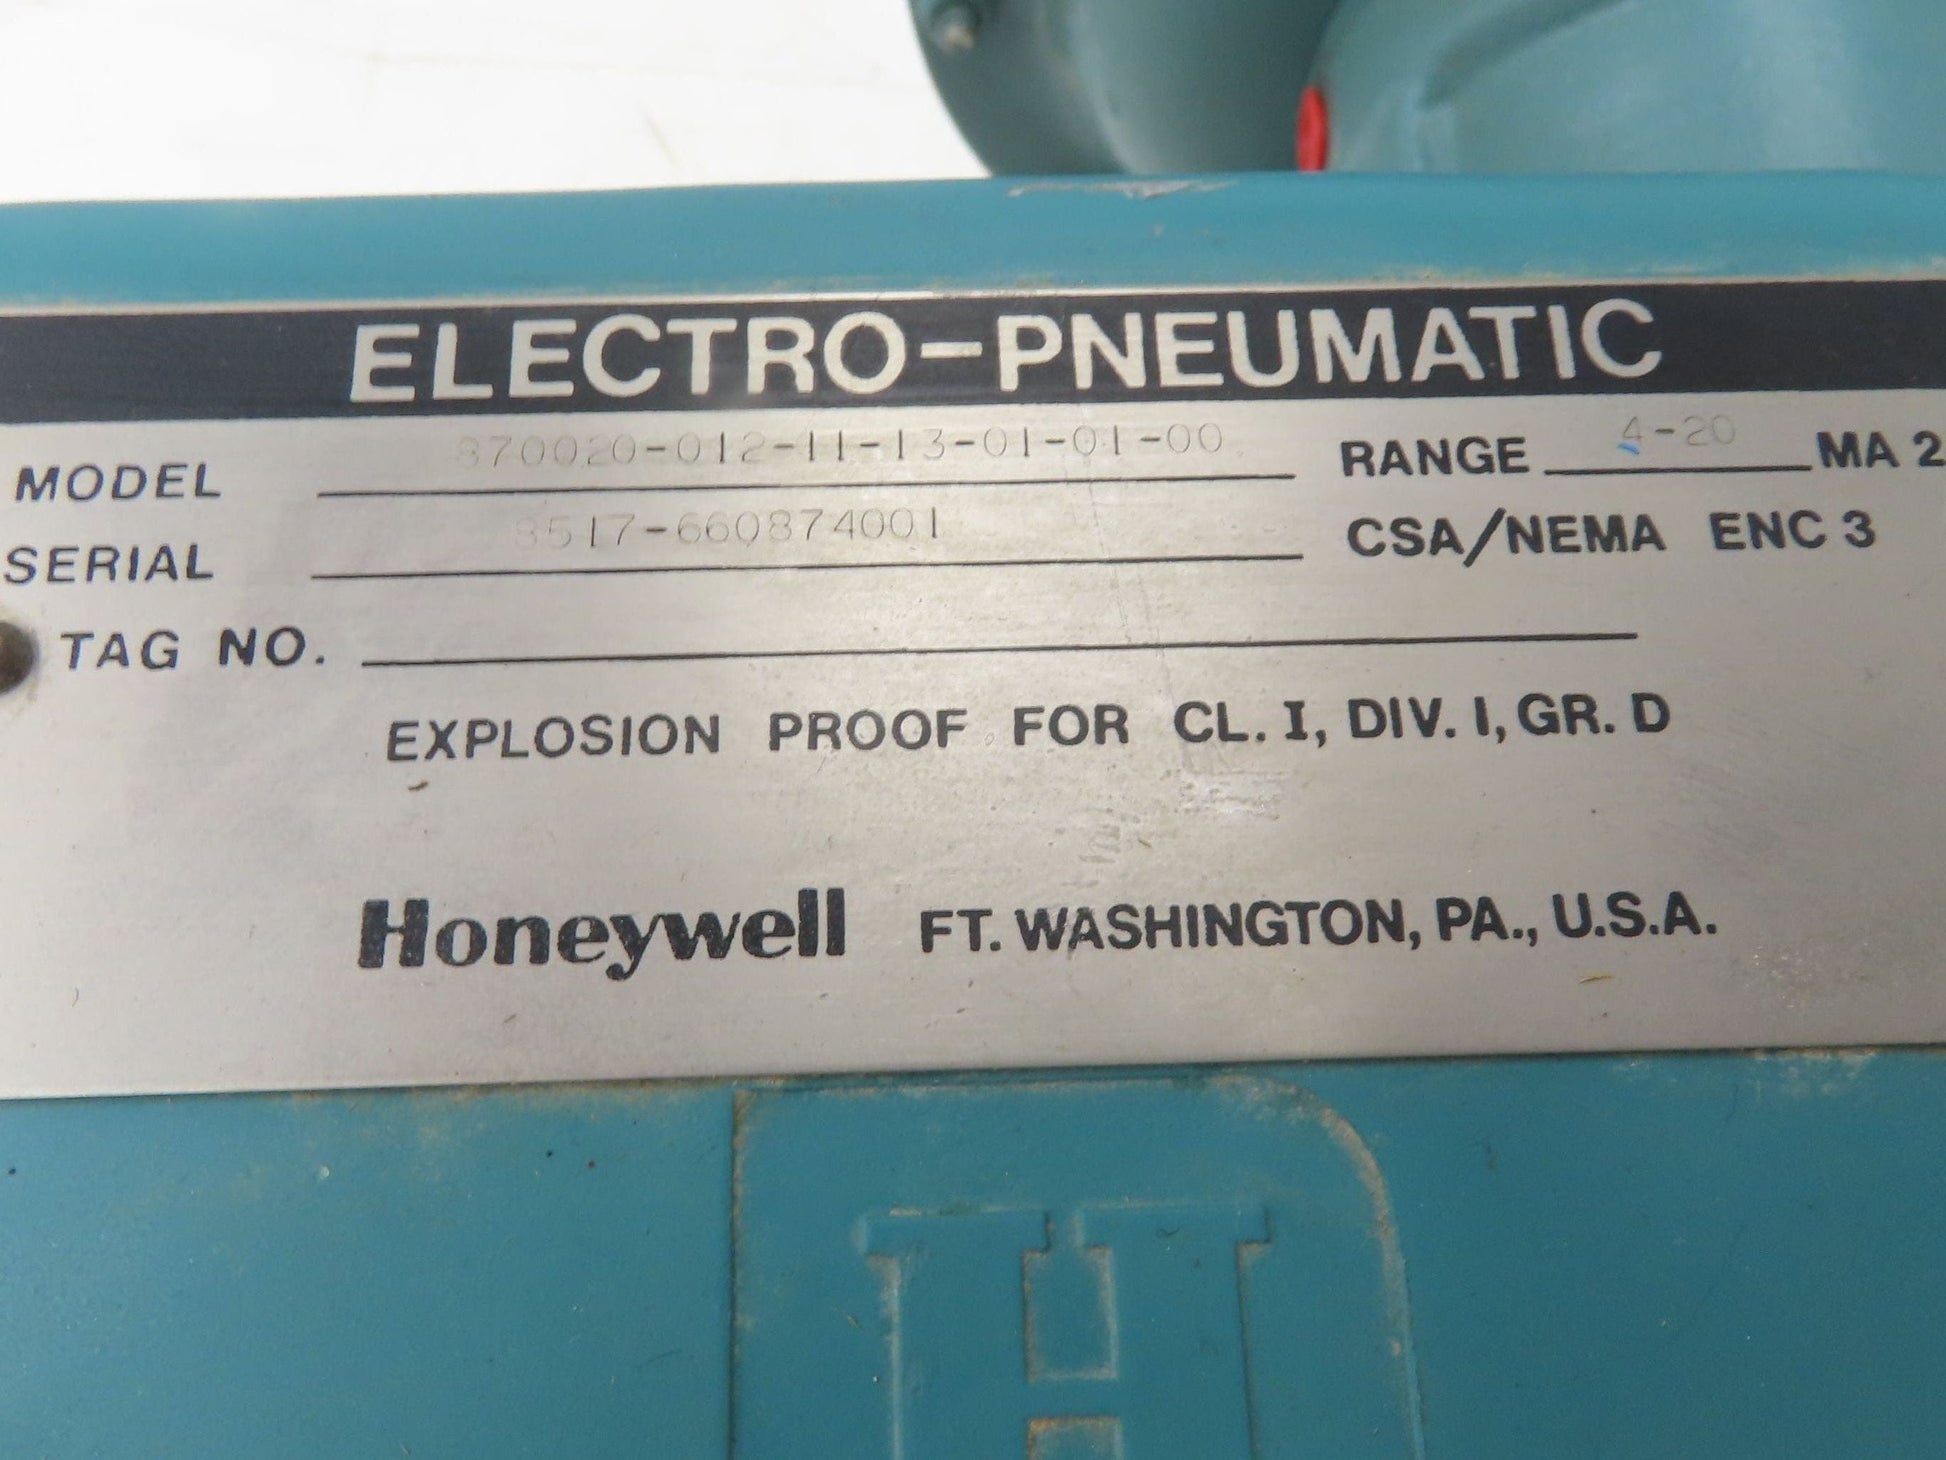 ELECTRO-PNEUMATIC
MODEL 870020-012-11-13-01-01-00 RANGE 4-20 MA 2
SERIAL 8517-660874001 CSA/NEMA ENC 3
TAG NO.
EXPLOSION PROOF FOR CL. I, DIV. I, GR. D
Honeywell FT. WASHINGTON, PA., U.S.A.
H